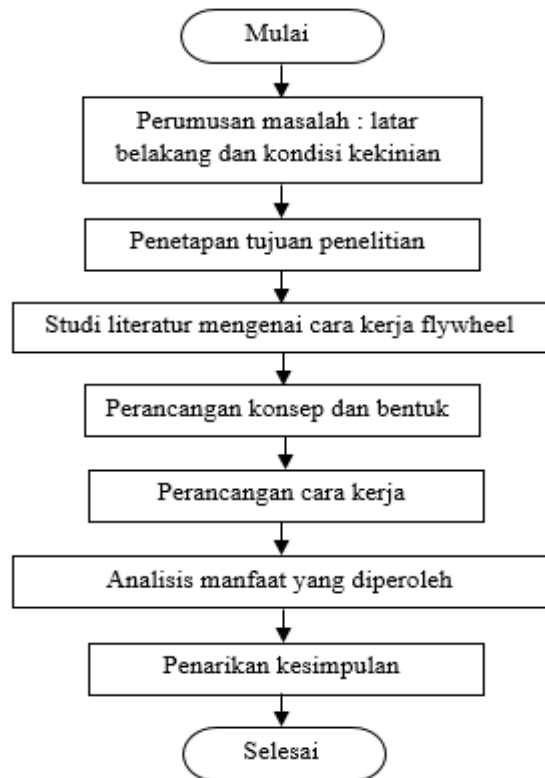 Mulai
Perumusan masalah : latar
belakang dan kondisi kekinian
Penetapan tujuan penelitian
Studi literatur mengenai cara kerja flywheel
Perancangan konsep dan bentuk
Perancangan cara kerja
Analisis manfaat yang diperoleh
Penarikan kesimpulan
Selesai